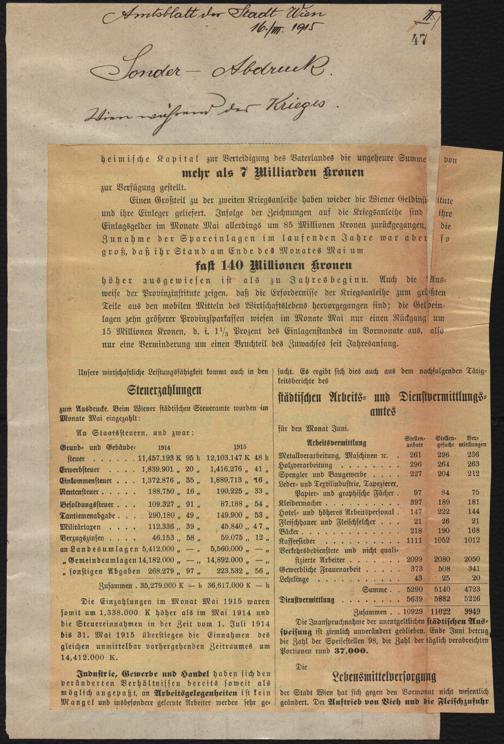 Amtsblatt der Stadt Wien
16./III. 1915
III.
47
Sonder-Abdruck.
Wien während des Krieges.
heimische Kapital zur Verteidigung des Vaterlandes die ungeheure Summe von
mehr als 7 Milliarden Kronen
zur Verfügung gestellt.
Einen Großteil zu der zweiten Kriegsanleihe haben wieder die Wiener Geldinstitute
und ihre Einleger geliefert. Infolge der Zeichnungen auf die Kriegsanleihe sind ihre
Einlagsgelder im Monate Mai allerdings um 85 Millionen Kronen zurückgegangen, die
Zunahme der Spareinlagen im laufenden Jahre war aber so
groß, daß ihr Stand am Ende des Monates Mai um
fast 140 Millionen Kronen
höher ausgewiesen ist als zu Jahresbeginn. Auch die Aus-
weise der Provinzinstitute zeigen, daß die Erfordernisse der Kriegsanleihe zum größten
Teile aus den mobilen Mitteln des Wirtschaftslebens hervorgegangen sind; die Geldein-
lagen zehn größerer Provinzsparkassen wiesen im Monate Mai nur einen Rückgang um
15 Millionen Kronen, d. i. 1 1/3 Prozent des Einlagenstandes im Vormonate aus, also
nur eine Verminderung um einen Bruchteil des Zuwachses seit Jahresanfang.
Unsere wirtschaftliche Leistungsfähigkeit kommt auch in den
Steuerzahlungen
zum Ausdrucke. Beim Wiener städtischen Steueramte wurden im
Monate Mai eingezahlt:
An Staatssteuern, und zwar:
Grund- und Gebäude- 1914 1915
steuer . . . . . 11,457.193 K 95 h 12,103.147 K 48 h
Erwerbsteuer . . . 1,839.901 „ 20 „ 1,416.276 „ 41 „
Einkommensteuer . . 1,372.876 „ 35 „ 1,889.713 „ 16 „
Rentensteuer . . . 188.750 „ 16 „ 190.225 „ 33 „
Besoldungssteuer . . 109.327 „ 91 „ 87.188 „ 54 „
Tantiemenabgabe . . 290.180 „ 49 „ 149.900 „ 53 „
Militärtaxen . . . 112.336 „ 39 „ 45.840 „ 47 „
Verzugszinsen . . . 46.153 „ 58 „ 59.075 „ 12 „
an Landesumlagen 5,412.000 „ — „ 5,560.000 „ — „
„ Gemeindeumlagen 14,182.000 „ — „ 14,892.000 „ — „
„ sonstigen Abgaben 268.279 „ 97 „ 223.532 „ 56 „
Zusammen . 35,279.000 K — h 36,617.000 K — h
Die Einzahlungen im Monat Mai 1915 waren
somit um 1,338.000 K höher als im Mai 1914 und
die Steuereinnahmen in der Zeit vom 1. Juli 1914
bis 31. Mai 1915 überstiegen die Einnahmen des
gleichen unmittelbar vorhergehenden Zeitraumes um
14,412.000 K.
Industrie, Gewerbe und Handel haben sich den
veränderten Verhältnissen bereits soweit als
möglich angepaßt, an Arbeitsgelegenheiten ist kein
Mangel und insbesondere gelernte Arbeiter werden sehr ge-
sucht. Es ergibt sich dies auch aus dem nachfolgenden Tätig-
keitsberichte des
städtischen Arbeits- und Dienstvermittlungs-
amtes
für den Monat Juni.
Arbeitsvermittlung Stellen-anbote Stellen-gesuche Ver-mittlungen
Metallverarbeitung, Maschinen rc. 261 296 236
Holzverarbeitung . . . . . 296 264 263
Spengler und Baugewerbe . . . 227 204 212
Leder- und Textilindustrie, Tapezierer,
Papier- und graphische Fächer . 97 84 75
Kleidermacher . . . . . . 397 189 181
Hotel- und höheres Arbeitspersonal . 147 222 144
Fleischhauer und Fleischselcher . . 21 26 21
Bäcker . . . . . . . 218 190 168
Kaffeesieder . . . . . . 1111 1052 1012
Verkehrsbedienstete und nicht quali-
fizierte Arbeiter . . . . . 2099 2080 2050
Gewerbliche Frauenarbeit . . . 373 508 341
Lehrlinge . . . . . . . 43 25 20
Summe . . 5290 5140 4723
Dienstvermittlung . . . . . 5639 5882 5226
Zusammen . . 10929 11022 9949
Die Inanspruchnahme der unentgeltlichen städtischen Aus-
speisung ist ziemlich unverändert geblieben. Ende Juni betrug
die Zahl der Speisestellen 98, die Zahl der täglich verabreichten
Portionen rund 37.000.
Die
Lebensmittelversorgung
der Stadt Wien hat sich gegen den Vormonat nicht wesentlich
geändert. Der Auftrieb von Vieh und die Fleischzufuhr